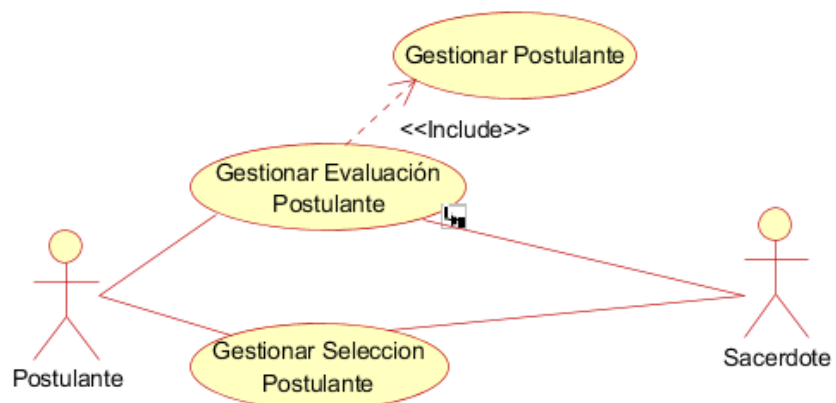 Gestionar Postulante
<<Include>>
Gestionar Evaluación
Postulante
Gestionar Seleccion
Postulante
Postulante
Sacerdote